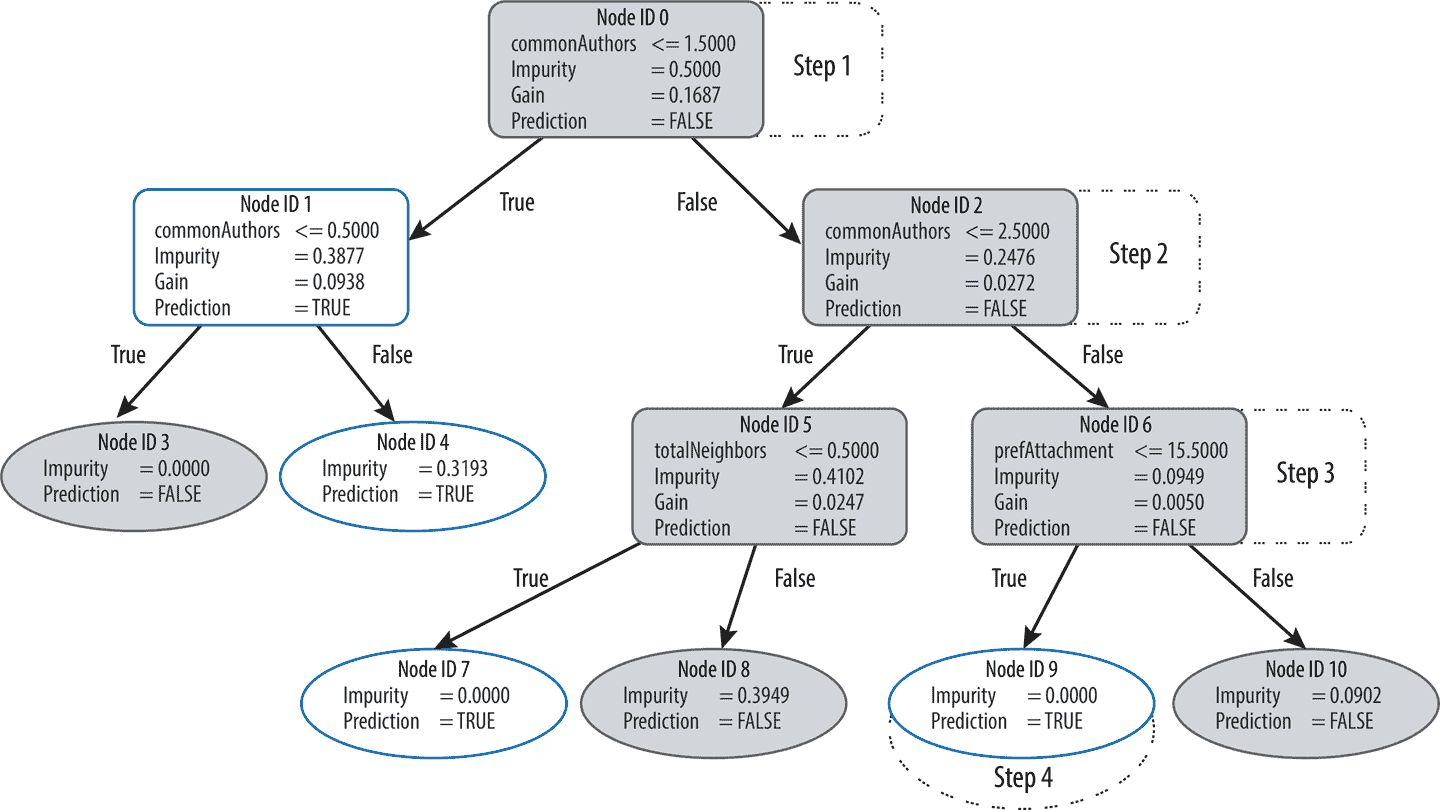 Node ID 0
commonAuthors <= 1.5000
Impurity = 0.5000
Gain = 0.1687
Prediction = FALSE
Step 1
True
False
Node ID 1
commonAuthors <= 0.5000
Impurity = 0.3877
Gain = 0.0938
Prediction = TRUE
Node ID 2
commonAuthors <= 2.5000
Impurity = 0.2476
Gain = 0.0272
Prediction = FALSE
Step 2
True
False
True
False
Node ID 3
Impurity = 0.0000
Prediction = FALSE
Node ID 4
Impurity = 0.3193
Prediction = TRUE
Node ID 5
totalNeighbors <= 0.5000
Impurity = 0.4102
Gain = 0.0247
Prediction = FALSE
Node ID 6
prefAttachment <= 15.5000
Impurity = 0.0949
Gain = 0.0050
Prediction = FALSE
Step 3
True
False
True
False
Node ID 7
Impurity = 0.0000
Prediction = TRUE
Node ID 8
Impurity = 0.3949
Prediction = FALSE
Node ID 9
Impurity = 0.0000
Prediction = TRUE
Node ID 10
Impurity = 0.0902
Prediction = FALSE
Step 4